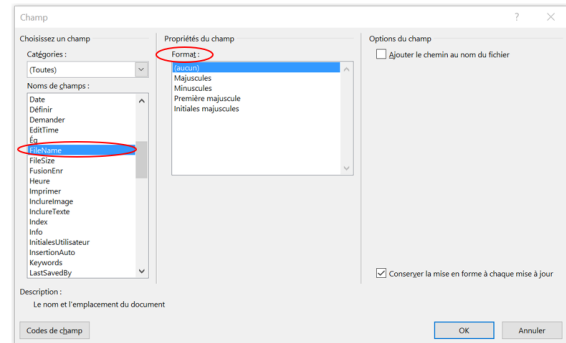 Champ
Choisissez un champ
Catégories :
(Toutes)
Noms de champs :
Date
Définir
Demander
EditTime
Éq
FileName
FileSize
FusionEnr
Heure
Imprimer
InclureImage
InclureTexte
Index
Info
InitialesUtilisateur
InsertionAuto
Keywords
LastSavedBy
Propriétés du champ
Format :
(aucun)
Majuscules
Minuscules
Première majuscule
Initiales majuscules
Options du champ
Ajouter le chemin au nom du fichier
Conserver la mise en forme à chaque mise à jour
Description :
Le nom et l'emplacement du document
Codes de champ
OK
Annuler